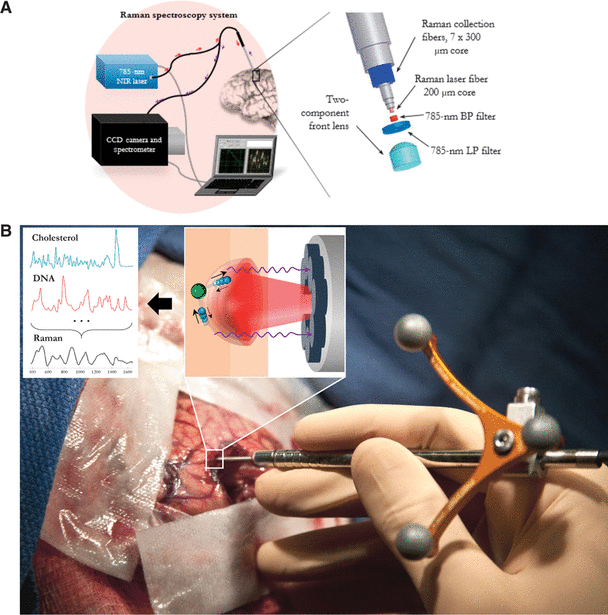 A
Raman spectroscopy system
785-nm
NIR laser
CCD camera and
spectrometer
Raman collection
fibers, 7 x 300
μm core
Raman laser fiber
200 μm core
Two-
component
front lens
785-nm BP filter
785-nm LP filter
B
Cholesterol
DNA
• • •
Raman
400 600 800 1000 1200 1400 1600